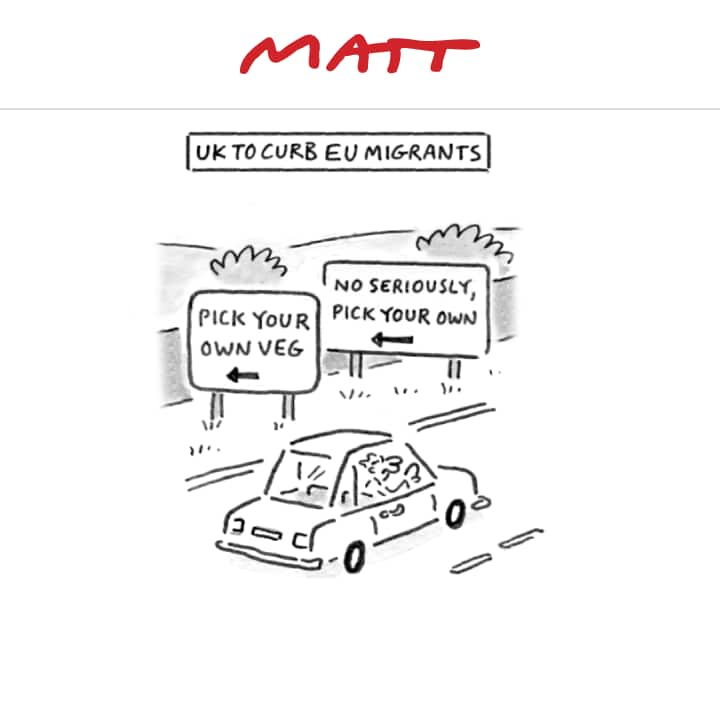 MATT
UK TO CURB EU MIGRANTS
PICK YOUR
OWN VEG
NO SERIOUSLY,
PICK YOUR OWN